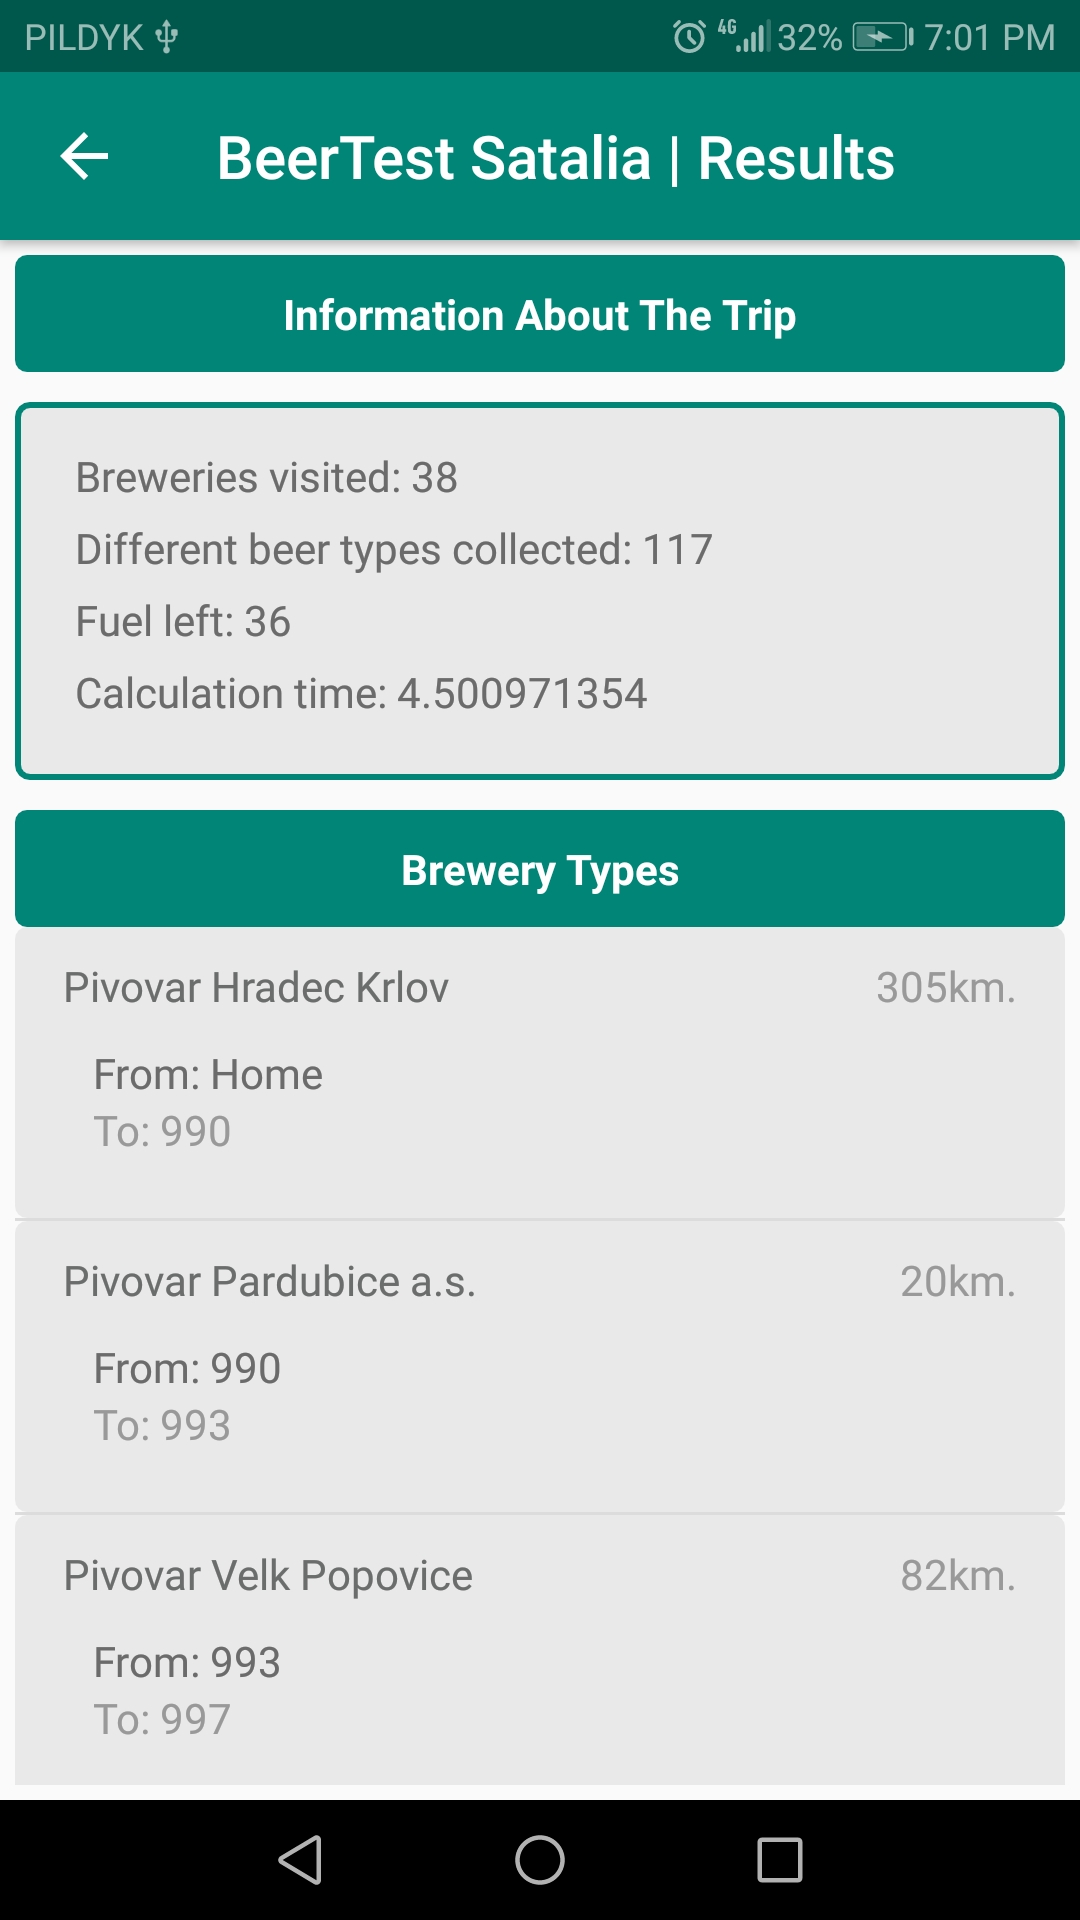 PILDYK 4G 32% 7:01 PM
BeerTest Satalia | Results
Information About The Trip
Breweries visited: 38
Different beer types collected: 117
Fuel left: 36
Calculation time: 4.500971354
Brewery Types
Pivovar Hradec Krlov 305km.
From: Home
To: 990
Pivovar Pardubice a.s. 20km.
From: 990
To: 993
Pivovar Velk Popovice 82km.
From: 993
To: 997